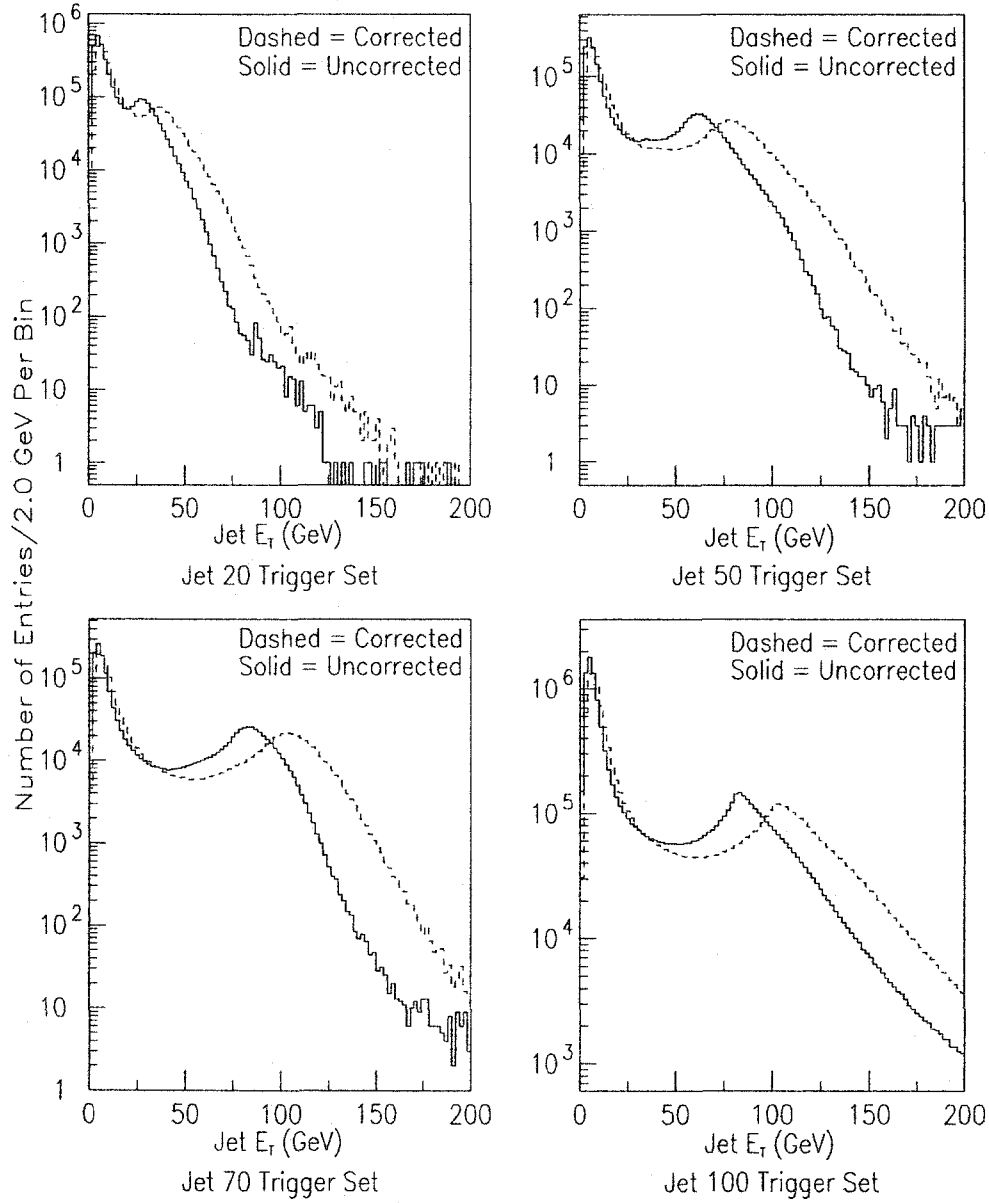 Number of Entries/2.0 GeV Per Bin
Dashed = Corrected
Solid = Uncorrected
10^6
10^5
10^4
10^3
10^2
10
1
0 50 100 150 200
Jet E_T (GeV)
Jet 20 Trigger Set
Dashed = Corrected
Solid = Uncorrected
10^5
10^4
10^3
10^2
10
1
0 50 100 150 200
Jet E_T (GeV)
Jet 50 Trigger Set
Dashed = Corrected
Solid = Uncorrected
10^5
10^4
10^3
10^2
10
1
0 50 100 150 200
Jet E_T (GeV)
Jet 70 Trigger Set
Dashed = Corrected
Solid = Uncorrected
10^6
10^5
10^4
10^3
0 50 100 150 200
Jet E_T (GeV)
Jet 100 Trigger Set